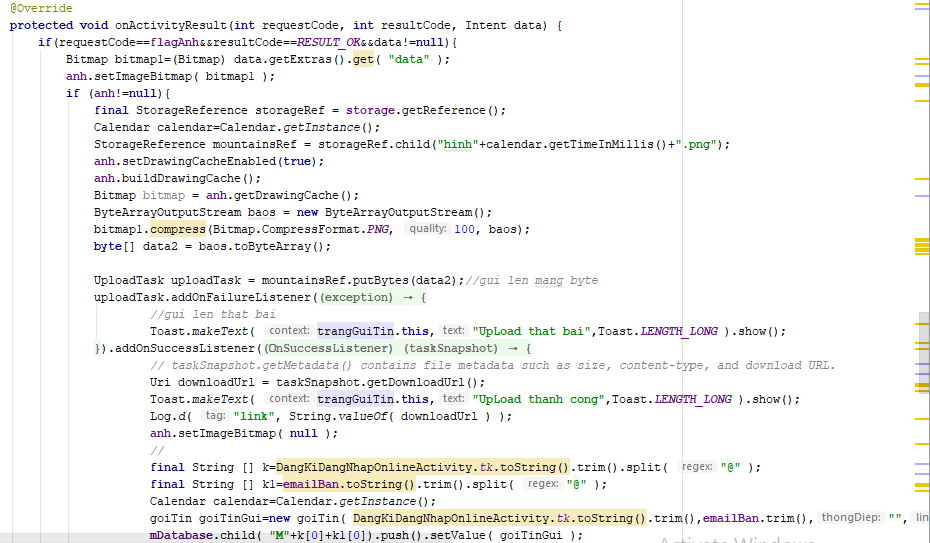 @Override
protected void onActivityResult(int requestCode, int resultCode, Intent data) {
if(requestCode==flagAnh&&resultCode==RESULT_OK&&data!=null){
Bitmap bitmap1=(Bitmap) data.getExtras().get( "data" );
anh.setImageBitmap( bitmap1 );
if (anh!=null){
final StorageReference storageRef = storage.getReference();
Calendar calendar=Calendar.getInstance();
StorageReference mountainsRef = storageRef.child("hinh"+calendar.getTimeInMillis()+".png");
anh.setDrawingCacheEnabled(true);
anh.buildDrawingCache();
Bitmap bitmap = anh.getDrawingCache();
ByteArrayOutputStream baos = new ByteArrayOutputStream();
bitmap1.compress(Bitmap.CompressFormat.PNG, quality: 100, baos);
byte[] data2 = baos.toByteArray();
UploadTask uploadTask = mountainsRef.putBytes(data2);//gui len mang byte
uploadTask.addOnFailureListener((exception) → {
//gui len that bai
Toast.makeText( context: trangGuiTin.this, text: "UpLoad that bai",Toast.LENGTH_LONG ).show();
}).addOnSuccessListener((OnSuccessListener) (taskSnapshot) → {
// taskSnapshot.getMetadata() contains file metadata such as size, content-type, and download URL.
Uri downloadUrl = taskSnapshot.getDownloadUrl();
Toast.makeText( context: trangGuiTin.this, text: "UpLoad thanh cong",Toast.LENGTH_LONG ).show();
Log.d( tag: "link", String.valueOf( downloadUrl ) );
anh.setImageBitmap( null );
//
final String [] k=DangKiDangNhapOnlineActivity.tk.toString().trim().split( regex: "@" );
final String [] k1=emailBan.toString().trim().split( regex: "@" );
Calendar calendar=Calendar.getInstance();
goiTin goiTinGui=new goiTin( DangKiDangNhapOnlineActivity.tk.toString().trim(),emailBan.trim(), thongDiep: "", lin
mDatabase.child( "M"+k[0]+k1[0]).push().setValue( goiTinGui );
Activate Windows